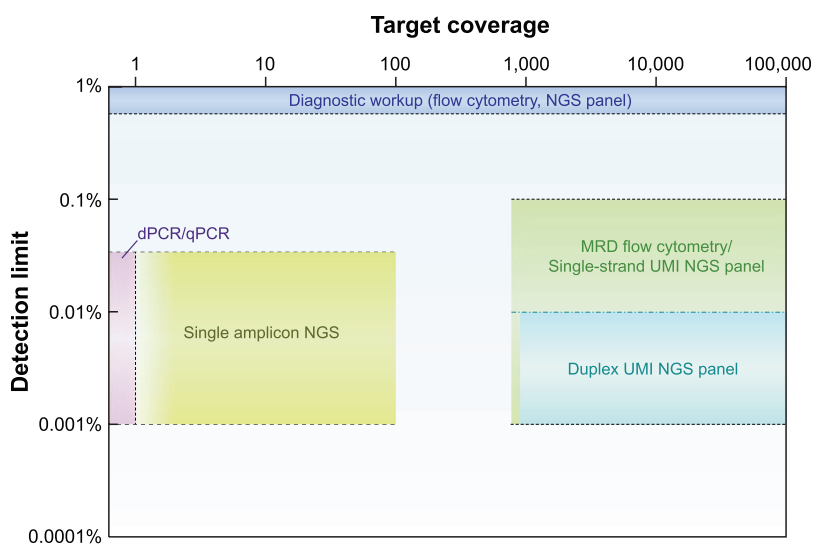 Target coverage
1 10 100 1,000 10,000 100,000
1%
Diagnostic workup (flow cytometry, NGS panel)
0.1%
dPCR/qPCR
MRD flow cytometry/
Single-strand UMI NGS panel
Detection limit
0.01%
Single amplicon NGS
Duplex UMI NGS panel
0.001%
0.0001%